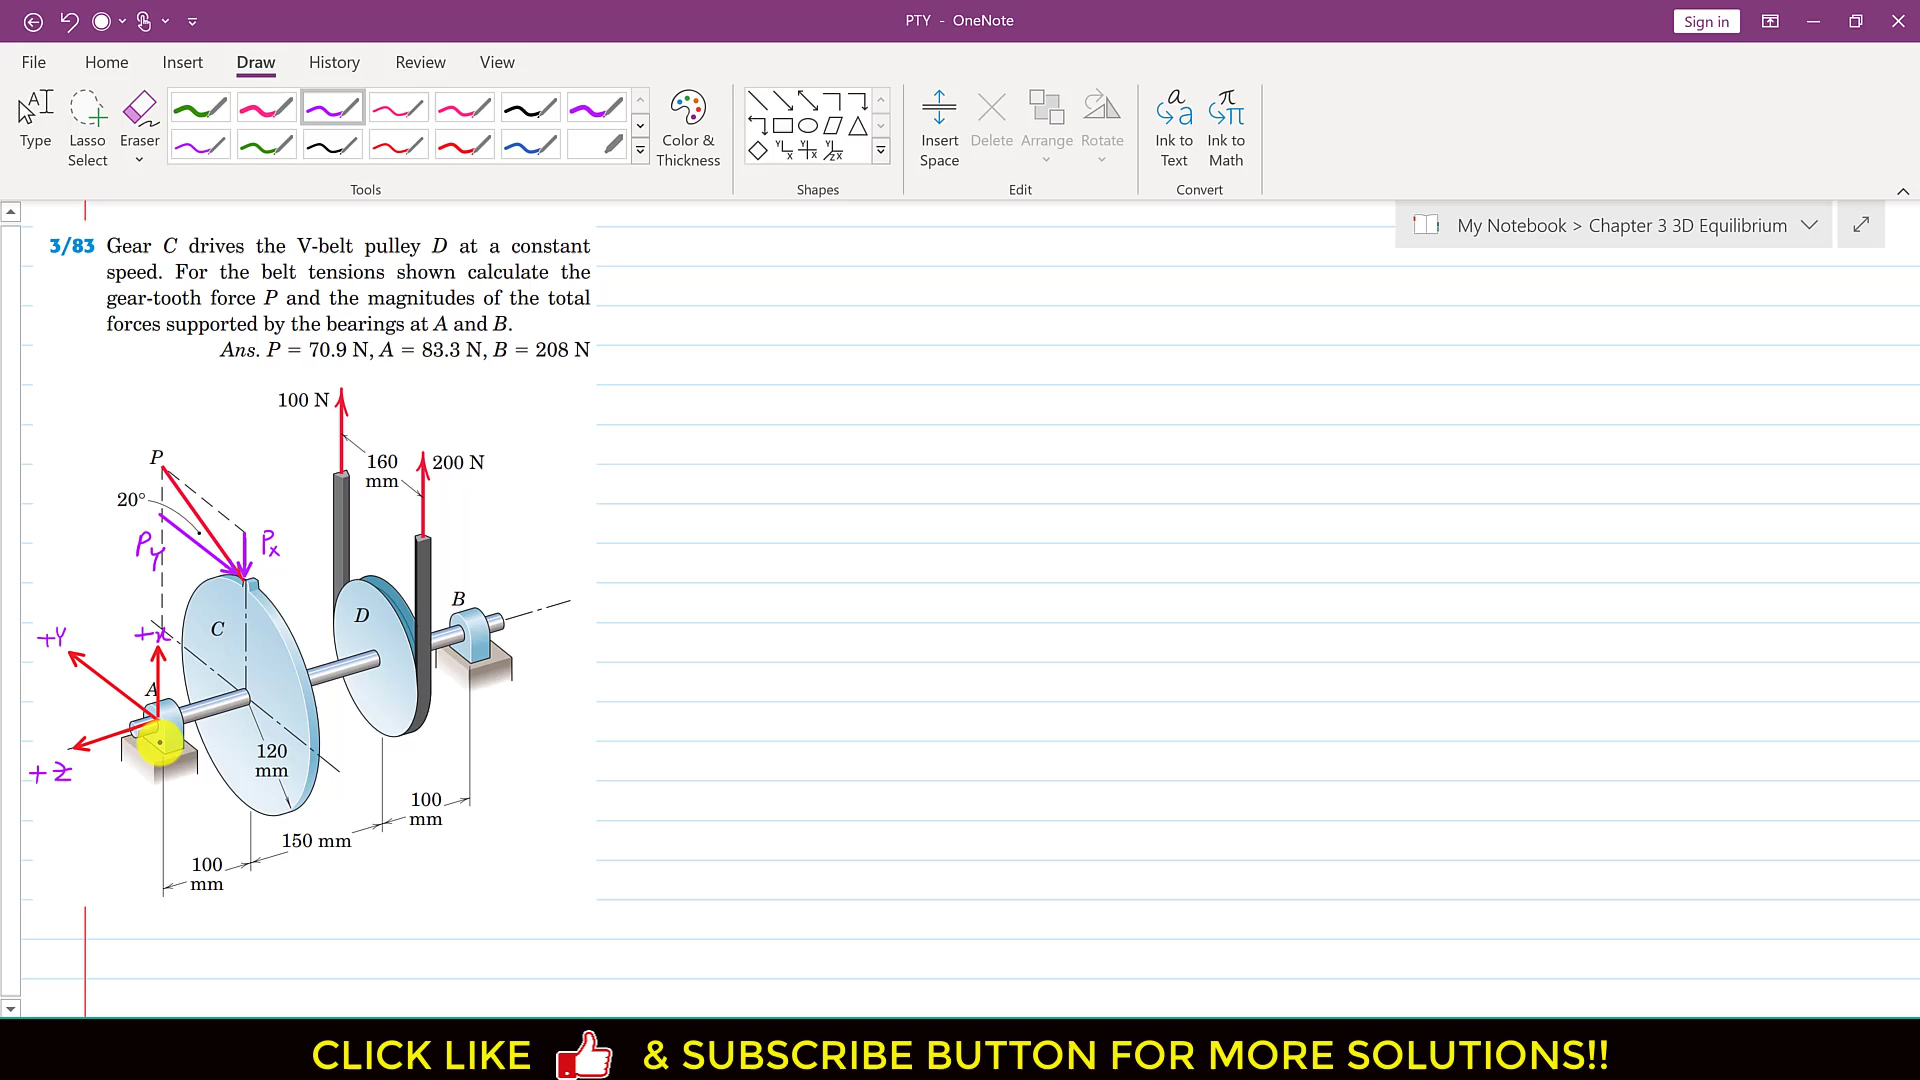 PTY - OneNote
Sign in
File Home Insert Draw History Review View
Type
Lasso Select
Eraser
Color & Thickness
Insert Space
Delete
Arrange
Rotate
Ink to Text
Ink to Math
Tools
Shapes
Edit
Convert
My Notebook > Chapter 3 3D Equilibrium
3/83 Gear C drives the V-belt pulley D at a constant
speed. For the belt tensions shown calculate the
gear-tooth force P and the magnitudes of the total
forces supported by the bearings at A and B.
Ans. P = 70.9 N, A = 83.3 N, B = 208 N
100 N
P
160 mm
200 N
20°
Py
Px
B
D
C
+Y
+x
A
+Z
120 mm
100 mm
150 mm
100 mm
CLICK LIKE & SUBSCRIBE BUTTON FOR MORE SOLUTIONS!!